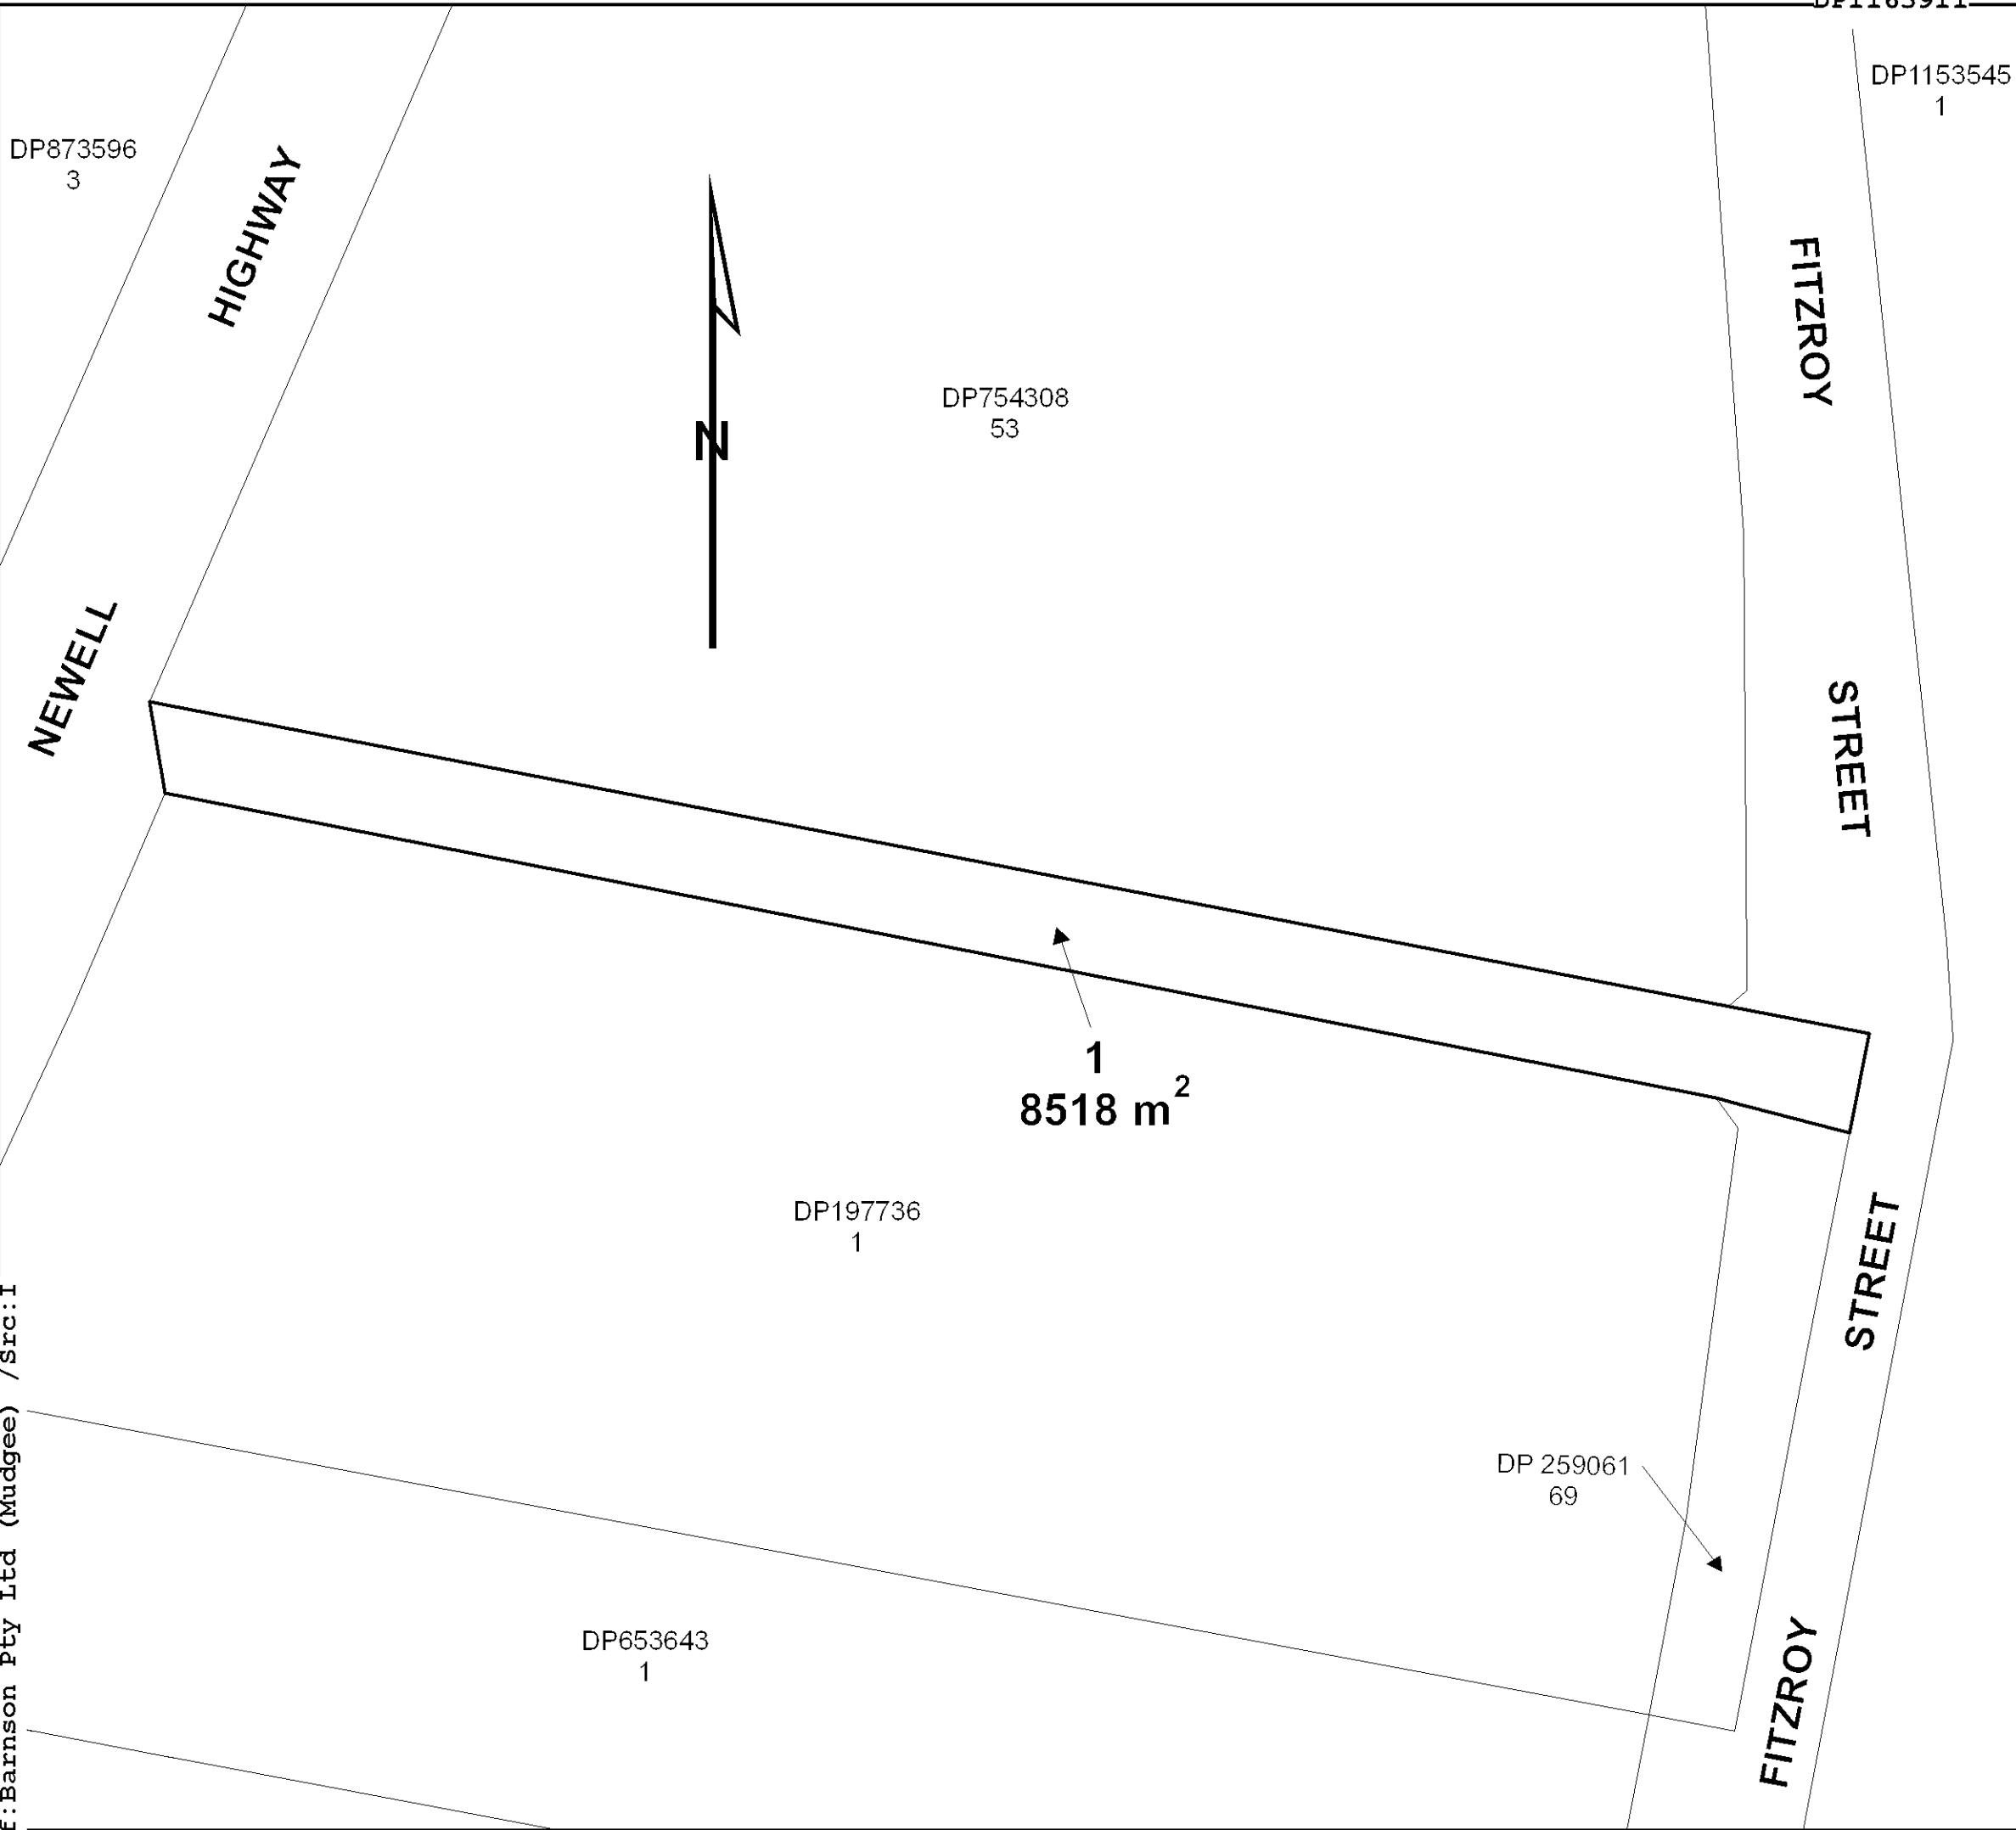 DP1153545
1
DP873596
3
HIGHWAY
FITZROY
DP754308
53
N
NEWELL
STREET
1
8518 m²
DP197736
1
STREET
DP 259061
69
FITZROY
DP653643
1
f:Barnson Pty Ltd (Mudgee) /Src:I